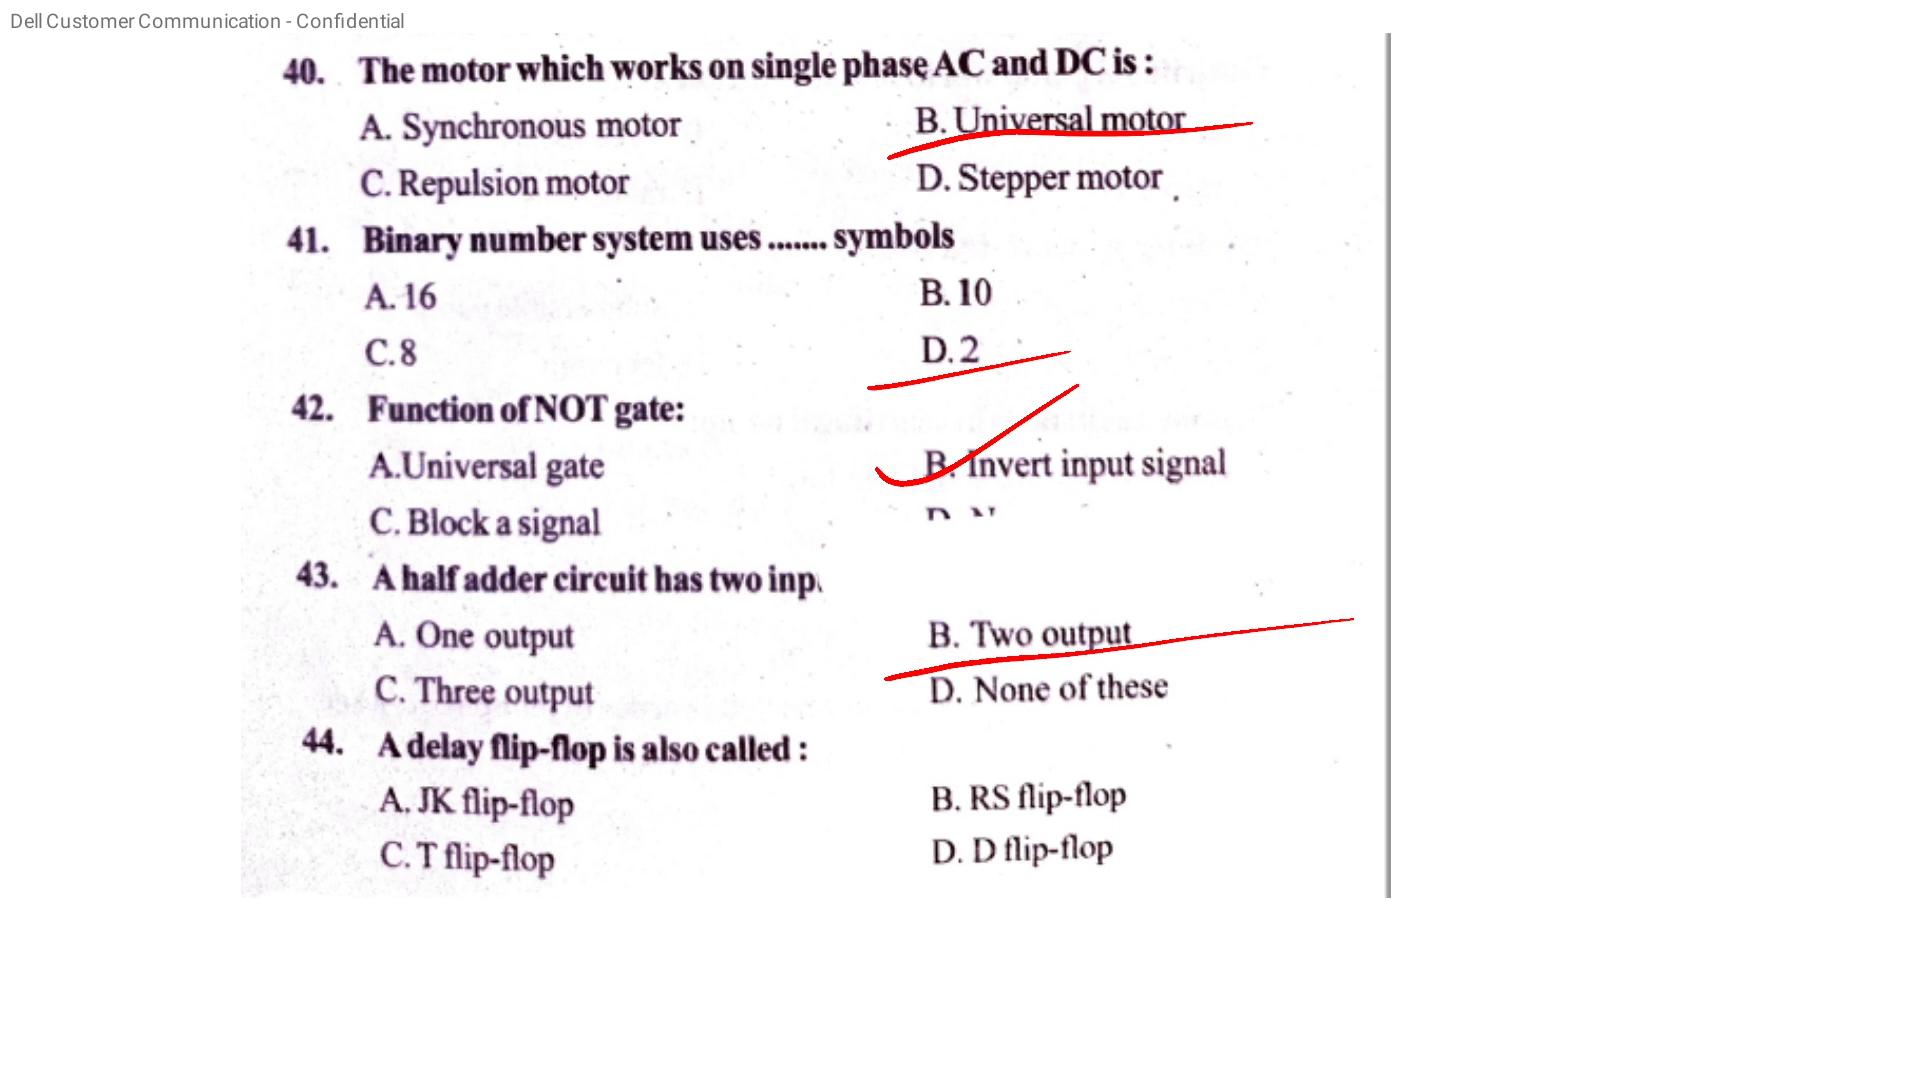 Dell Customer Communication - Confidential
40. The motor which works on single phase AC and DC is :
A. Synchronous motor B. Universal motor
C. Repulsion motor D. Stepper motor
41. Binary number system uses ....... symbols
A. 16 B. 10
C. 8 D. 2
42. Function of NOT gate:
A.Universal gate B. Invert input signal
C. Block a signal
43. A half adder circuit has two
A. One output B. Two output
C. Three output D. None of these
44. A delay flip-flop is also called :
A. JK flip-flop B. RS flip-flop
C. T flip-flop D. D flip-flop